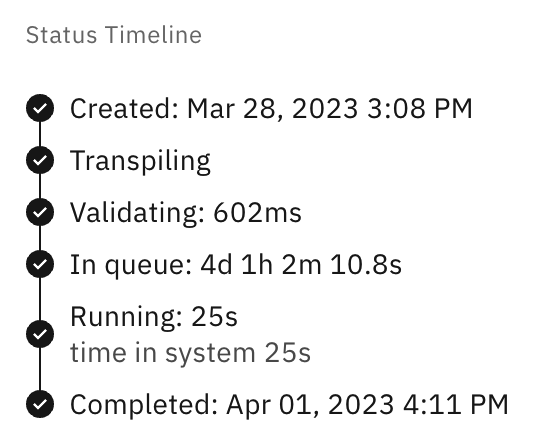 Status Timeline
Created: Mar 28, 2023 3:08 PM
Transpiling
Validating: 602ms
In queue: 4d 1h 2m 10.8s
Running: 25s
time in system 25s
Completed: Apr 01, 2023 4:11 PM